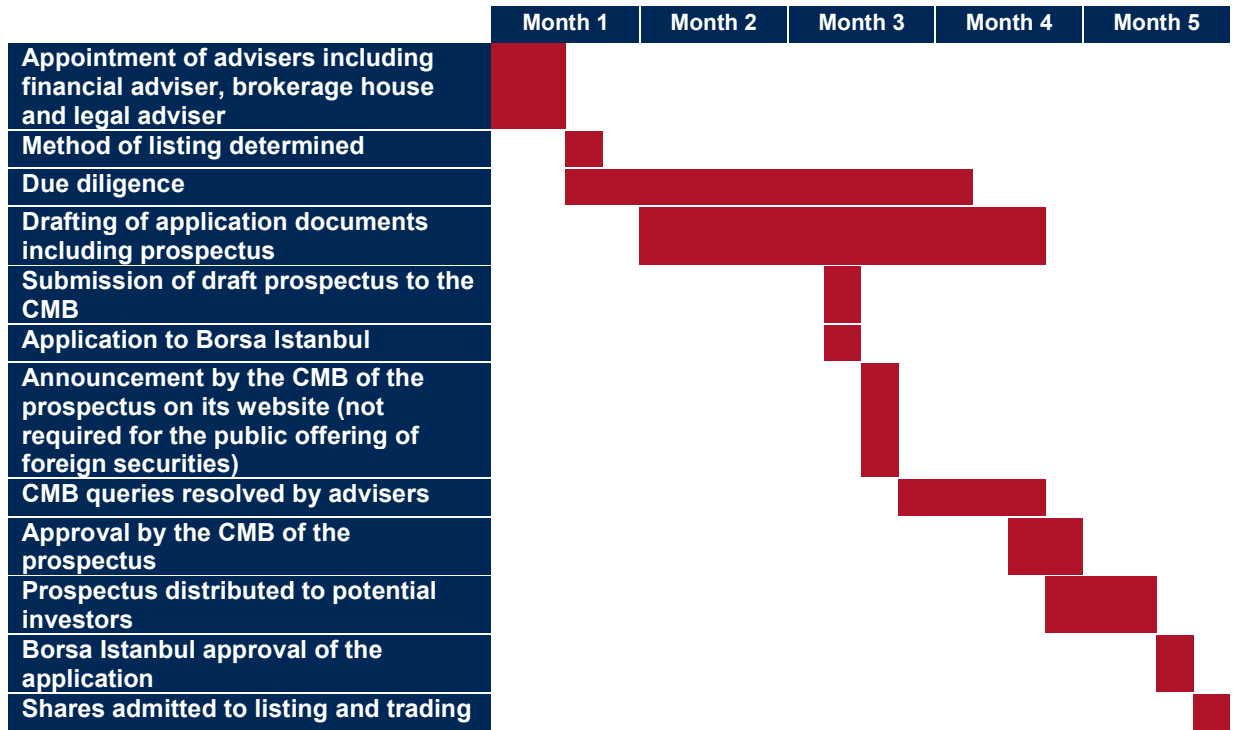 Month 1 Month 2 Month 3 Month 4 Month 5
Appointment of advisers including
financial adviser, brokerage house
and legal adviser
Method of listing determined
Due diligence
Drafting of application documents
including prospectus
Submission of draft prospectus to the
CMB
Application to Borsa Istanbul
Announcement by the CMB of the
prospectus on its website (not
required for the public offering of
foreign securities)
CMB queries resolved by advisers
Approval by the CMB of the
prospectus
Prospectus distributed to potential
investors
Borsa Istanbul approval of the
application
Shares admitted to listing and trading